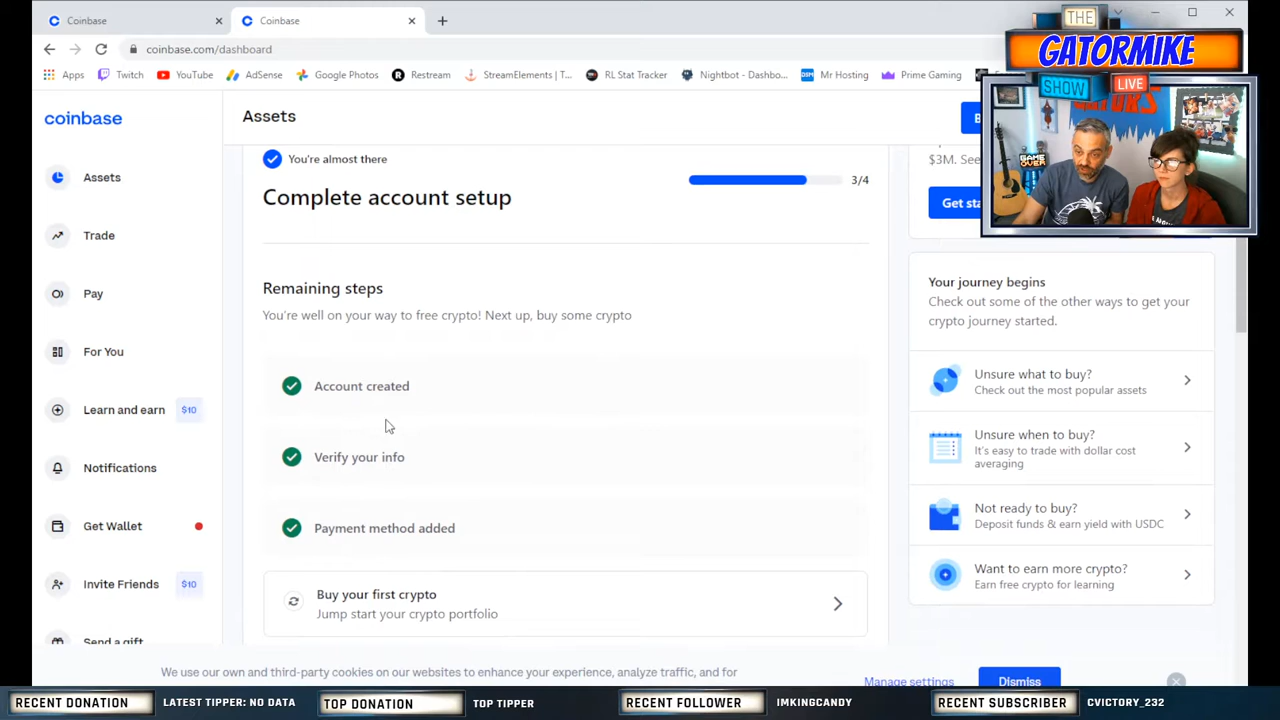 Coinbase
Coinbase
coinbase.com/dashboard
Apps
Twitch
YouTube
AdSense
Google Photos
Restream
StreamElements | T...
RL Stat Tracker
Nightbot - Dashbo...
Mr Hosting
Prime Gaming
THE
GATORMIKE
SHOW
LIVE
GAME OVER
coinbase
Assets
Trade
Pay
For You
Learn and earn $10
Notifications
Get Wallet
Invite Friends $10
Send a gift
Assets
You're almost there
Complete account setup
3/4
Remaining steps
You're well on your way to free crypto! Next up, buy some crypto
Account created
Verify your info
Payment method added
Buy your first crypto
Jump start your crypto portfolio
$3M. See
Get sta
Your journey begins
Check out some of the other ways to get your
crypto journey started.
Unsure what to buy?
Check out the most popular assets
Unsure when to buy?
It's easy to trade with dollar cost
averaging
Not ready to buy?
Deposit funds & earn yield with USDC
Want to earn more crypto?
Earn free crypto for learning
We use our own and third-party cookies on our websites to enhance your experience, analyze traffic, and for
Manage settings
Dismiss
RECENT DONATION
LATEST TIPPER: NO DATA
TOP DONATION
TOP TIPPER
RECENT FOLLOWER
IMKINGCANDY
RECENT SUBSCRIBER
CVICTORY_232